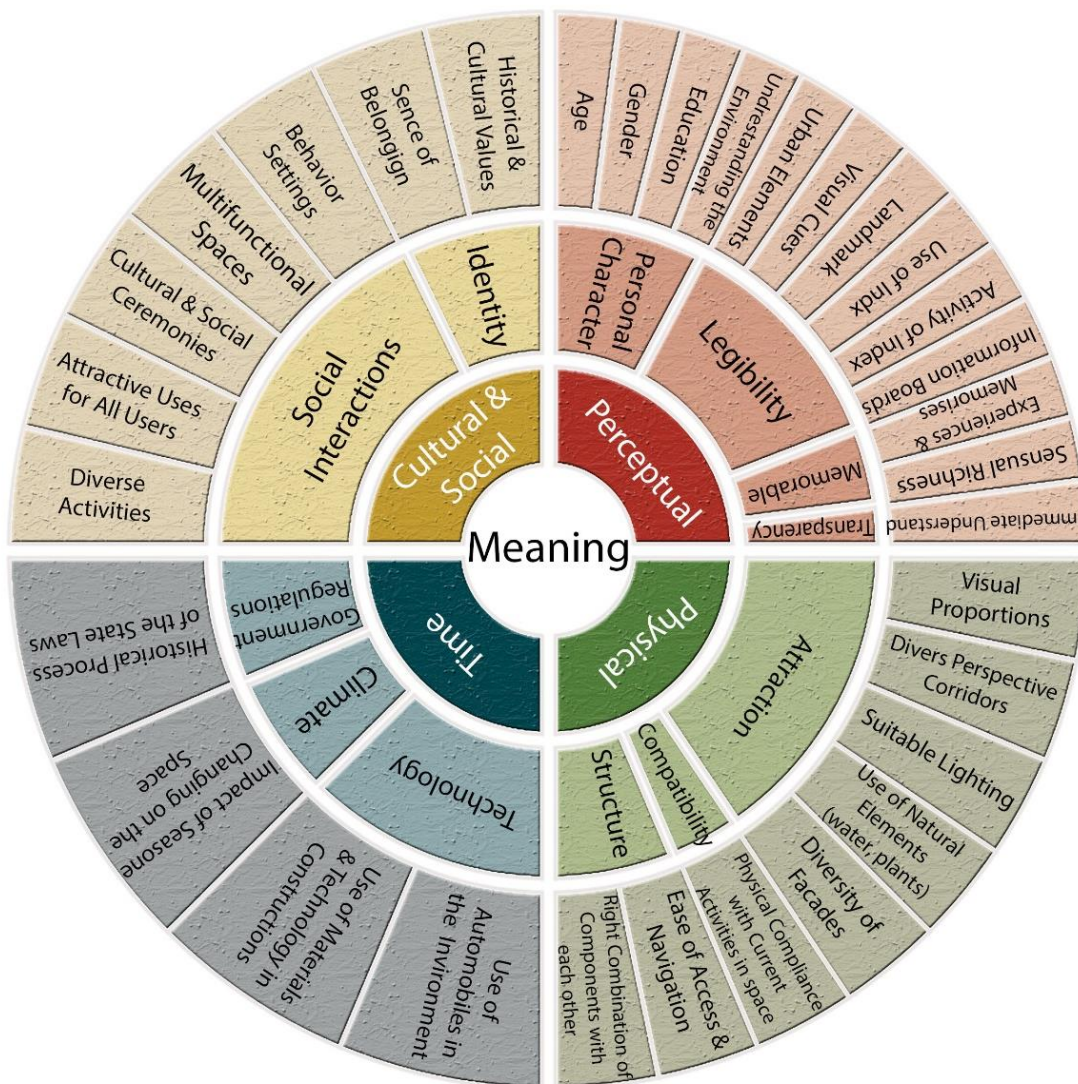 Meaning
Perceptual
Physical
Time
Cultural &
Social
Personal
Character
Legibility
Memorable
Transparency
Attraction
Compatibility
Structure
Technology
Climate
Government
Regulations
Social
Interactions
Identity
Age
Gender
Education
Undrestanding the
Environment
Urban Elements
Visual Cues
Landmark
Use of Indx
Activity of
Index
Information
Boards
Experiences &
Memorises
Sensual Richness
mmediate Understand
Visual
Proportions
Divers Perspective
Corridors
Suitable Lighting
Use of Natural
Elements
(water, plants)
Diversity of
Facades
Physical Compliance
with Current
Activities in space
Ease of Access &
Navigation
Right Combination of
Components with
each other
Use of
Automobiles in
the Invironment
Use of Materials
& Technology in
Constructions
Impact of Seasone
Changing on the
Space
Historical Process
of the State Laws
Diverse
Activities
Attractive Uses
for All Users
Cultural & Social
Ceremonies
Multifunctional
Spaces
Behavior
Settings
Sence of
Belongign
Historical &
Cultural Values